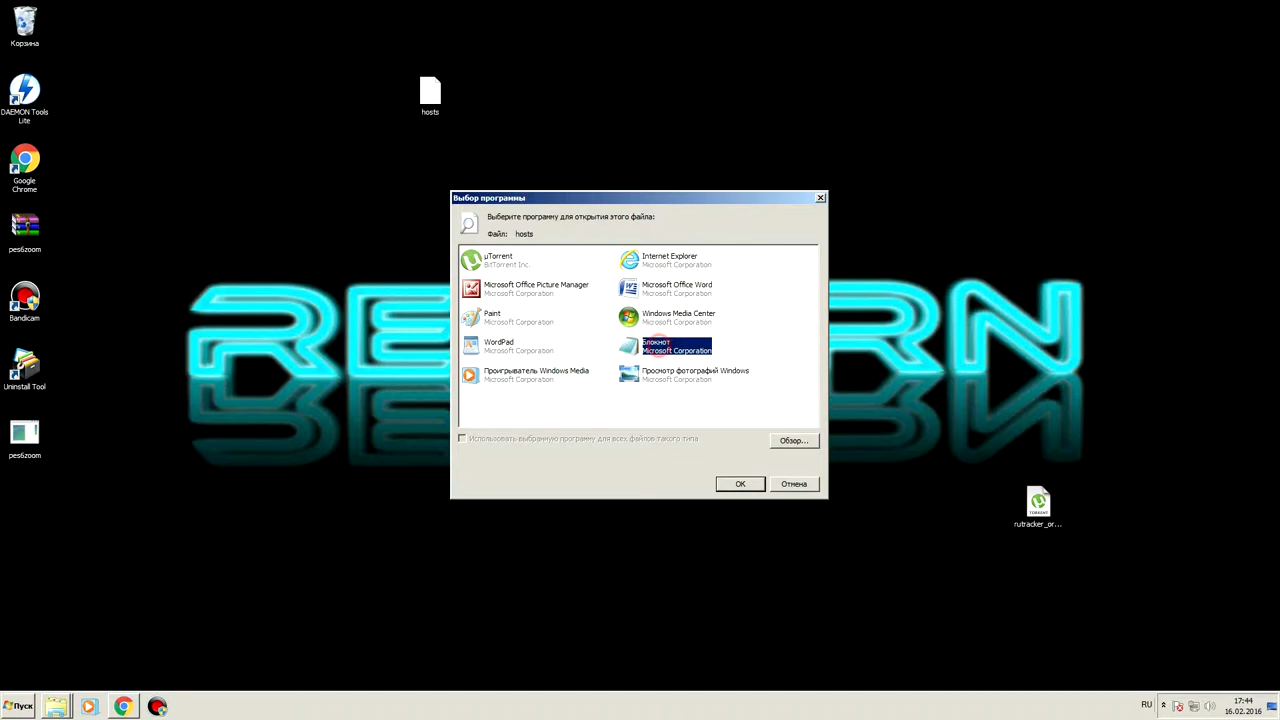 Корзина
DAEMON Tools
Lite
Google
Chrome
pes6zoom
Bandicam
Uninstall Tool
pes6zoom
hosts
Выбор программы
Выберите программу для открытия этого файла:
Файл: hosts
µTorrent
BitTorrent Inc.
Internet Explorer
Microsoft Corporation
Microsoft Office Picture Manager
Microsoft Corporation
Microsoft Office Word
Microsoft Corporation
Paint
Microsoft Corporation
Windows Media Center
Microsoft Corporation
WordPad
Microsoft Corporation
Блокнот
Microsoft Corporation
Проигрыватель Windows Media
Microsoft Corporation
Просмотр фотографий Windows
Microsoft Corporation
Использовать выбранную программу для всех файлов такого типа
Обзор...
OK
Отмена
TORRENT
rutracker_or...
Пуск
RU
17:44
16.02.2016